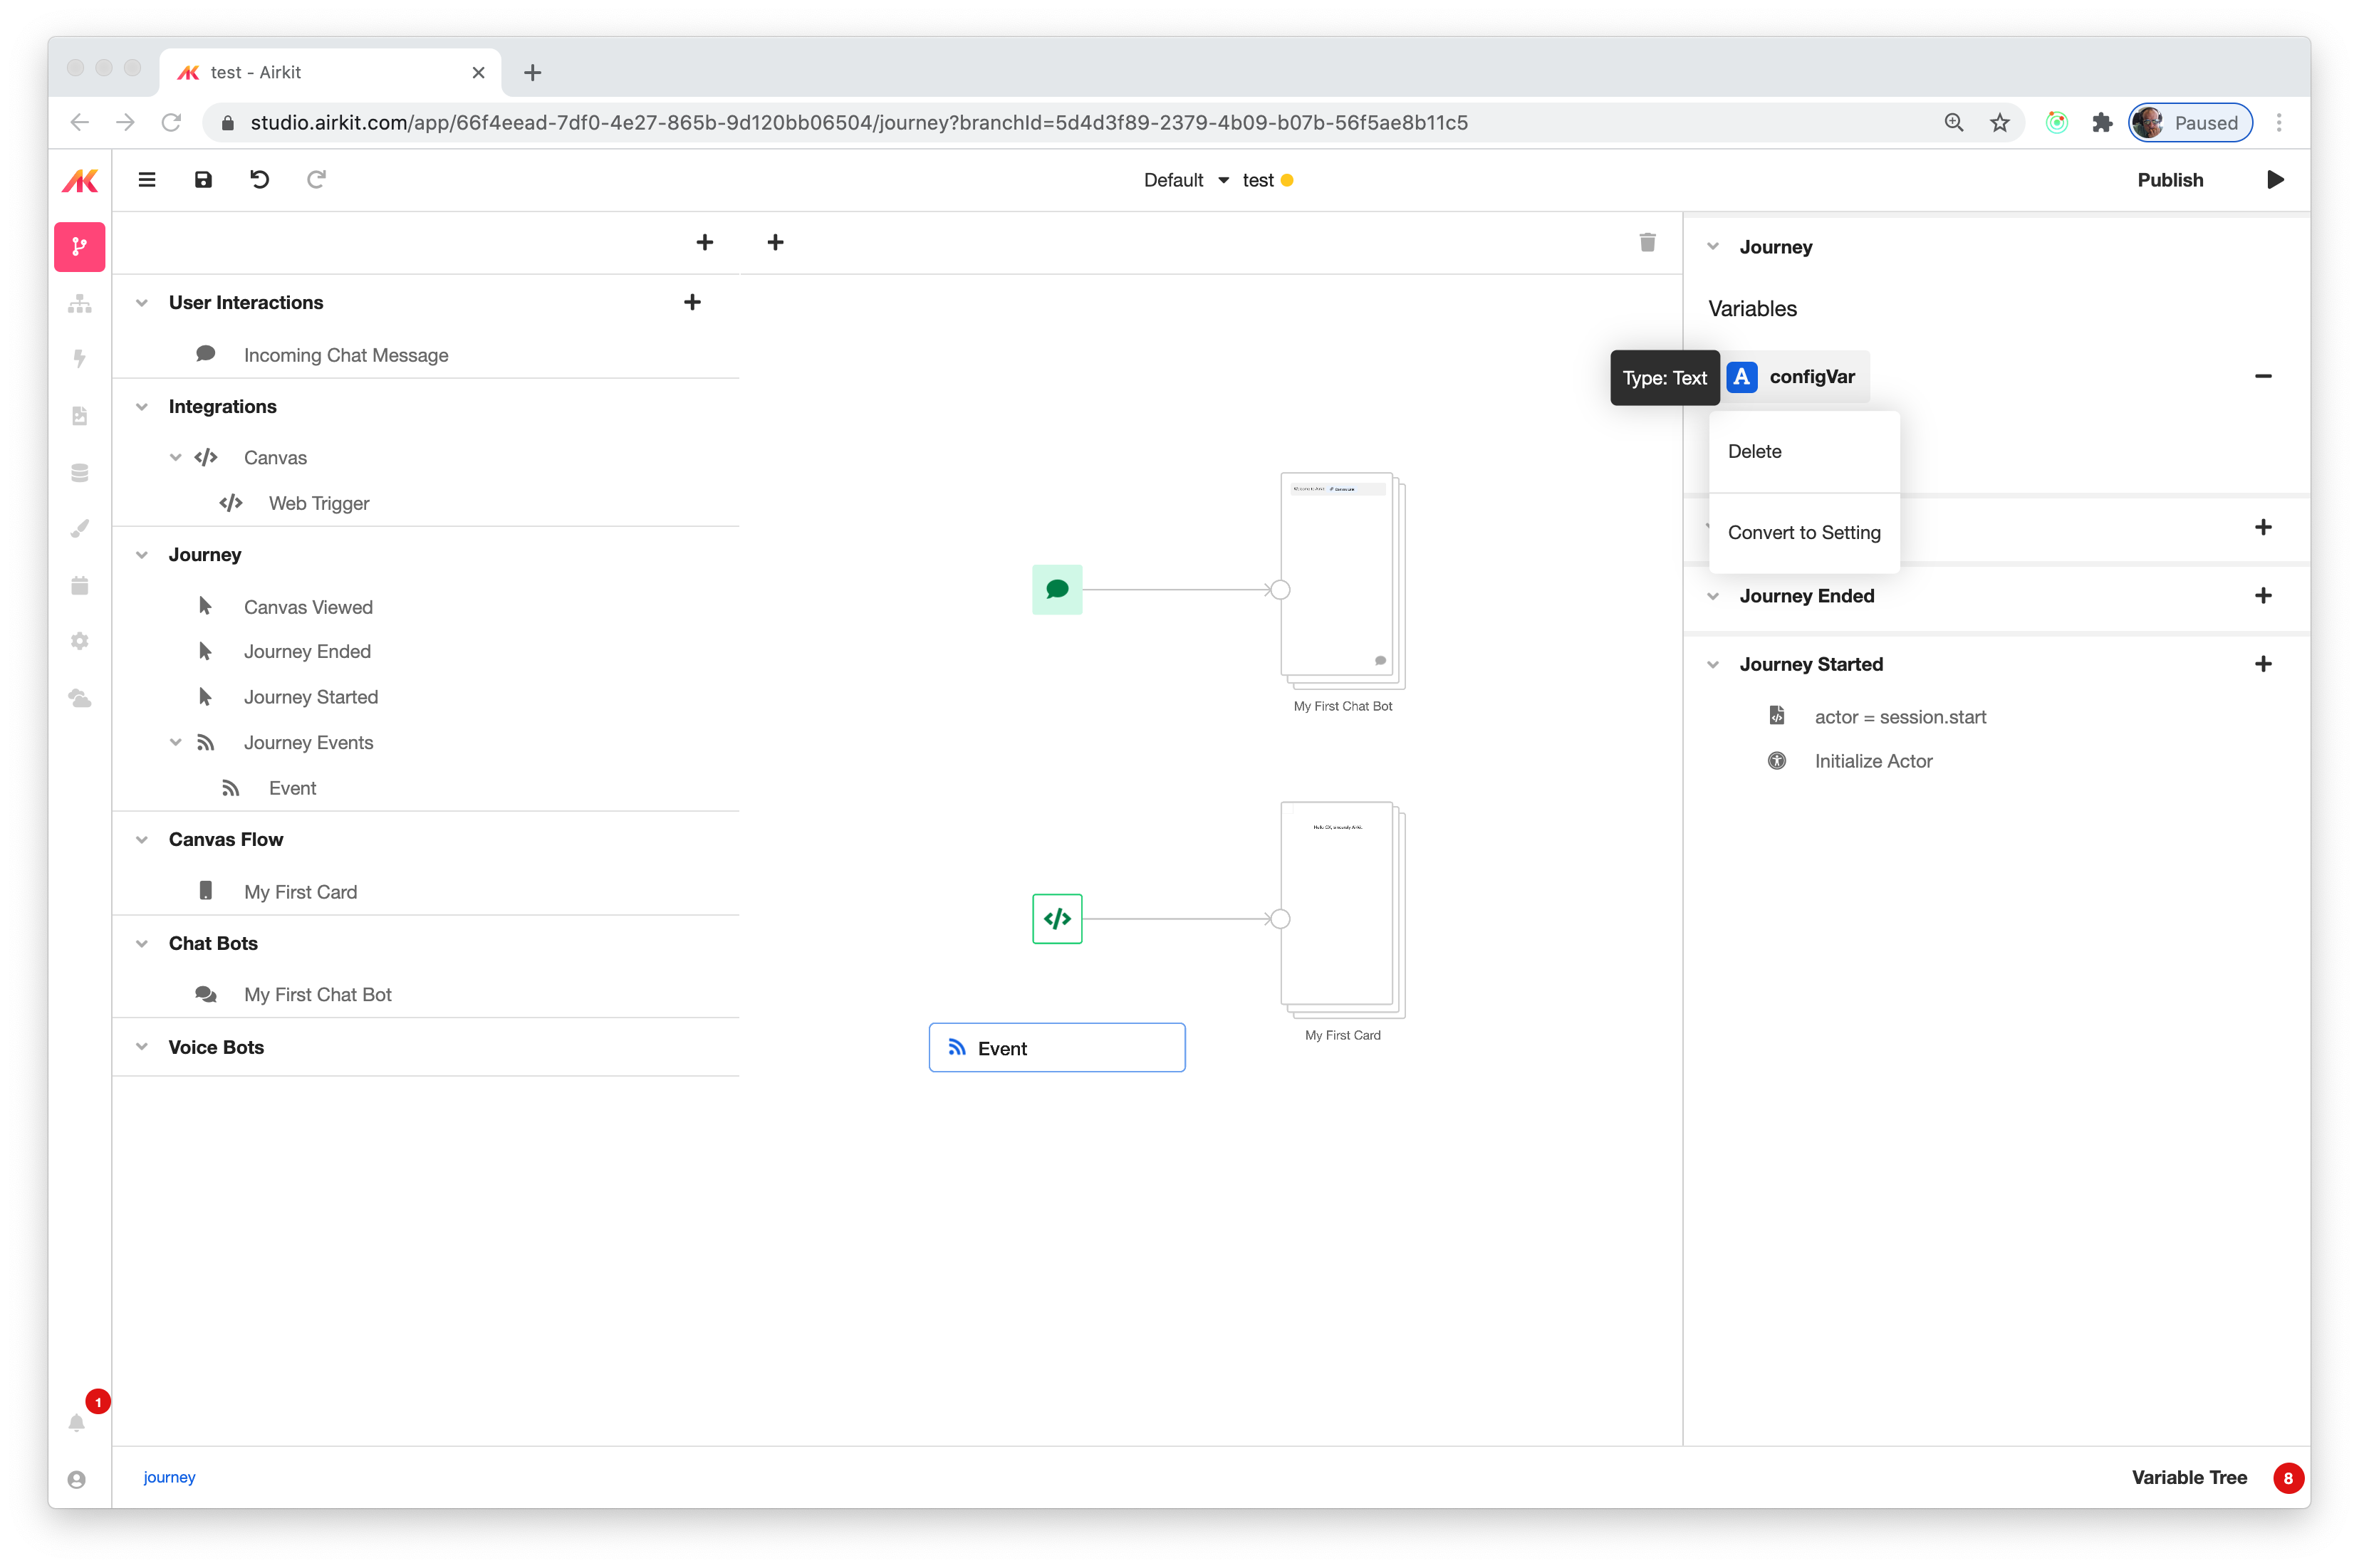 test - Airkit
studio.airkit.com/app/66f4eead-7df0-4e27-865b-9d120bb06504/journey?branchId=5d4d3f89-2379-4b09-b07b-56f5ae8b11c5
Paused
Default
test
Publish
User Interactions
Incoming Chat Message
Integrations
Canvas
Web Trigger
Journey
Canvas Viewed
Journey Ended
Journey Started
Journey Events
Event
Canvas Flow
My First Card
Chat Bots
My First Chat Bot
Voice Bots
My First Chat Bot
My First Card
Event
Journey
Variables
Type: Text
A configVar
Delete
Convert to Setting
Journey Ended
Journey Started
actor = session.start
Initialize Actor
1
journey
Variable Tree
8